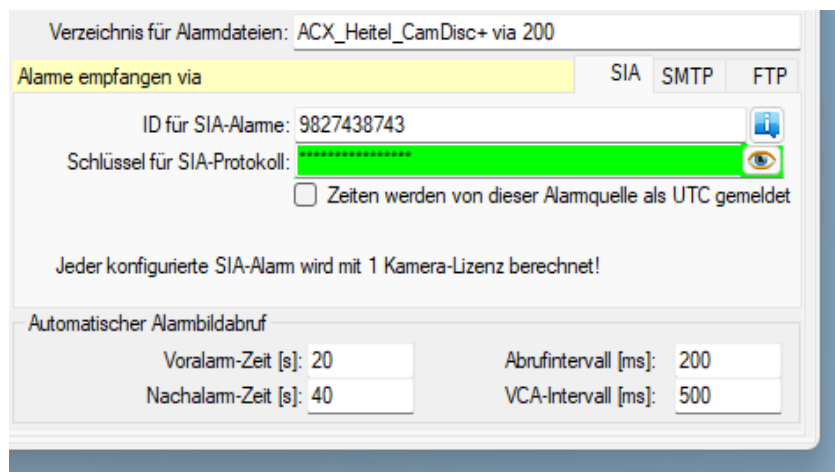 Verzeichnis für Alarmdateien: ACX_Heitel_CamDisc+ via 200
Alarme empfangen via SIA SMTP FTP
ID für SIA-Alarme: 9827438743
Schlüssel für SIA-Protokoll: ****************
Zeiten werden von dieser Alarmquelle als UTC gemeldet
Jeder konfigurierte SIA-Alarm wird mit 1 Kamera-Lizenz berechnet!
Automatischer Alarmbildabruf
Voralarm-Zeit [s]: 20 Abrufintervall [ms]: 200
Nachalarm-Zeit [s]: 40 VCA-Intervall [ms]: 500